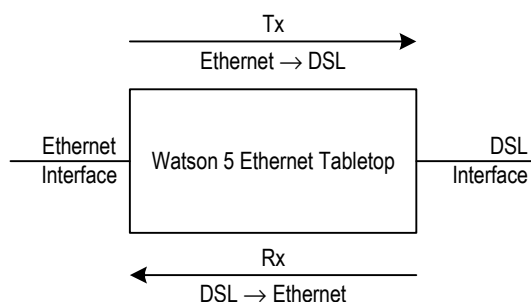 Tx
Ethernet → DSL
Ethernet
Interface
Watson 5 Ethernet Tabletop
DSL
Interface
Rx
DSL → Ethernet